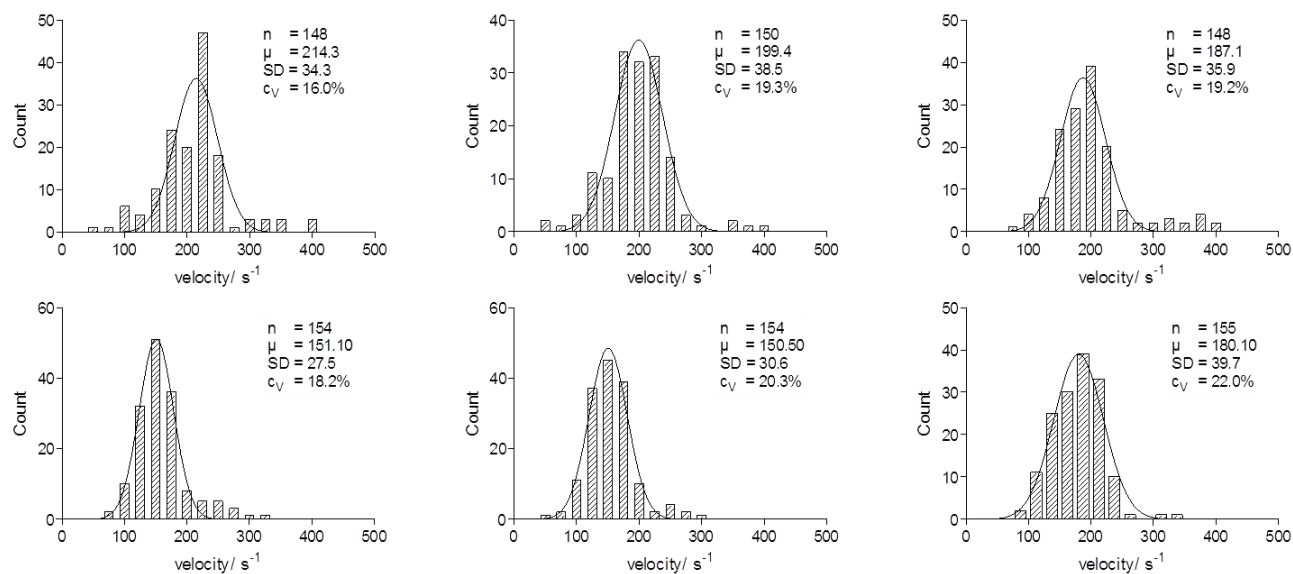 50
40
30
20
10
0
Count
0 100 200 300 400 500
velocity/ s⁻¹
n = 148
µ = 214.3
SD = 34.3
cV = 16.0%
40
30
20
10
0
Count
0 100 200 300 400 500
velocity/ s⁻¹
n = 150
µ = 199.4
SD = 38.5
cV = 19.3%
50
40
30
20
10
0
Count
0 100 200 300 400 500
velocity/ s⁻¹
n = 148
µ = 187.1
SD = 35.9
cV = 19.2%
60
40
20
0
Count
0 100 200 300 400 500
velocity/ s⁻¹
n = 154
µ = 151.10
SD = 27.5
cV = 18.2%
60
40
20
0
Count
0 100 200 300 400 500
velocity/ s⁻¹
n = 154
µ = 150.50
SD = 30.6
cV = 20.3%
50
40
30
20
10
0
Count
0 100 200 300 400 500
velocity/ s⁻¹
n = 155
µ = 180.10
SD = 39.7
cV = 22.0%